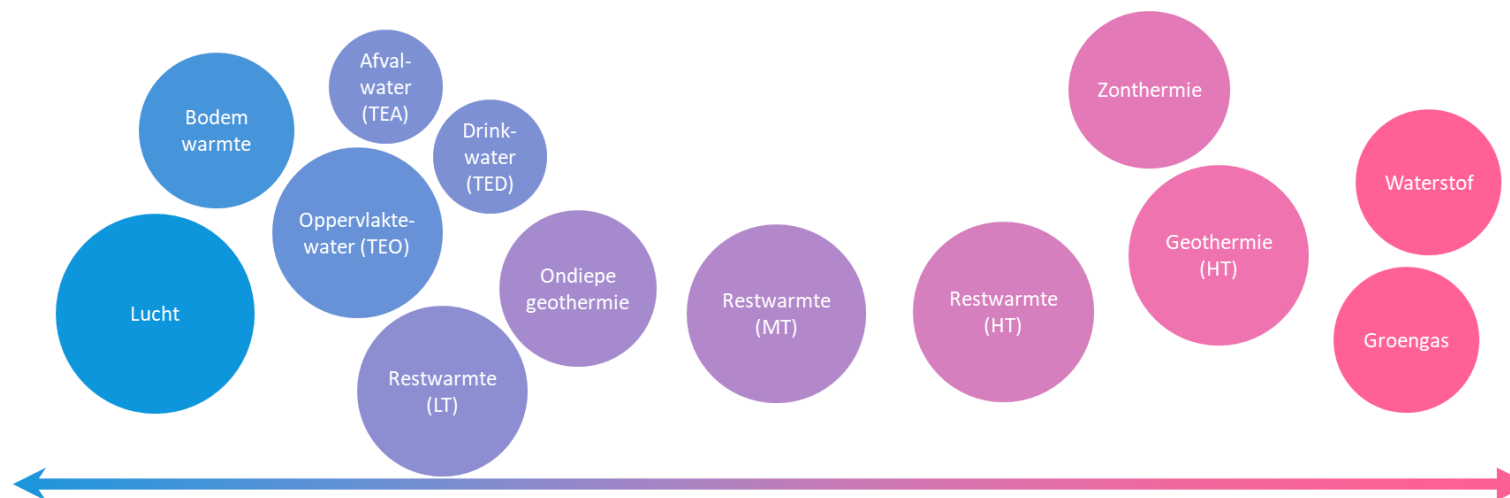 Lucht
Bodem
warmte
Afval-
water
(TEA)
Oppervlakte-
water (TEO)
Drink-
water
(TED)
Restwarmte
(LT)
Ondiepe
geothermie
Restwarmte
(MT)
Restwarmte
(HT)
Zonthermie
Geothermie
(HT)
Waterstof
Groengas